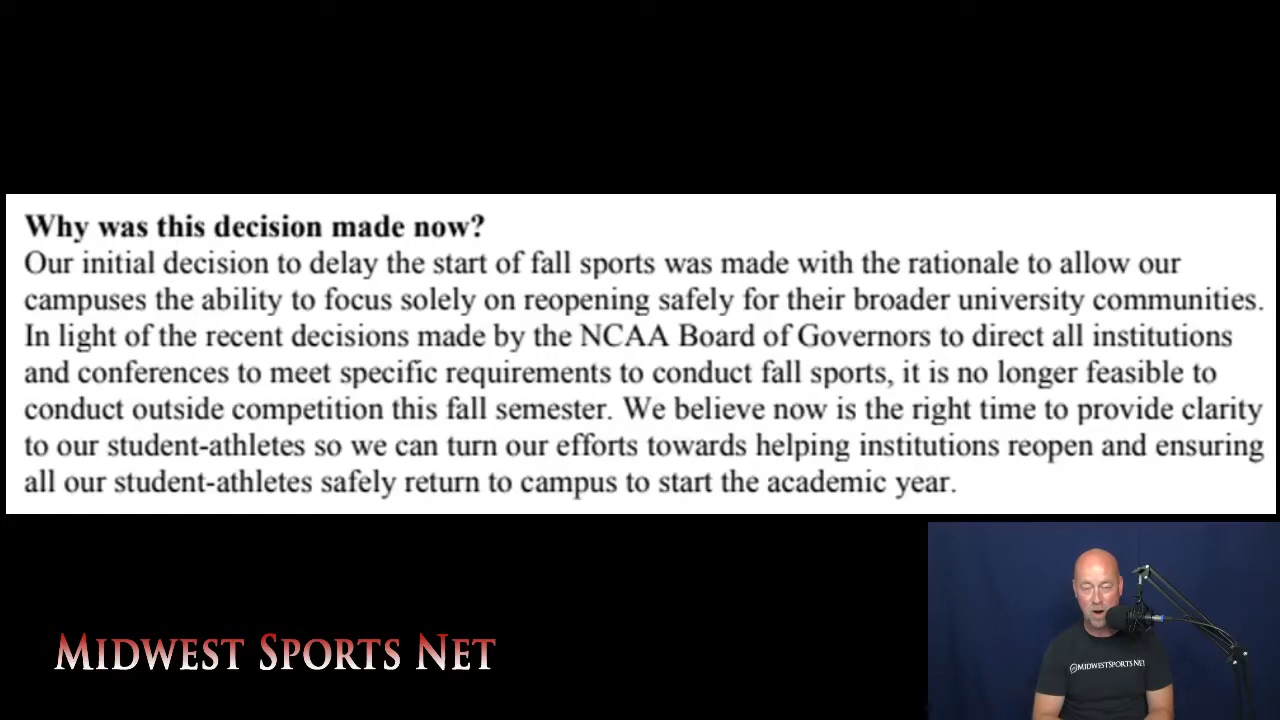 Why was this decision made now?
Our initial decision to delay the start of fall sports was made with the rationale to allow our
campuses the ability to focus solely on reopening safely for their broader university communities.
In light of the recent decisions made by the NCAA Board of Governors to direct all institutions
and conferences to meet specific requirements to conduct fall sports, it is no longer feasible to
conduct outside competition this fall semester. We believe now is the right time to provide clarity
to our student-athletes so we can turn our efforts towards helping institutions reopen and ensuring
all our student-athletes safely return to campus to start the academic year.
MIDWEST SPORTS NET
MIDWESTSPORTSNET